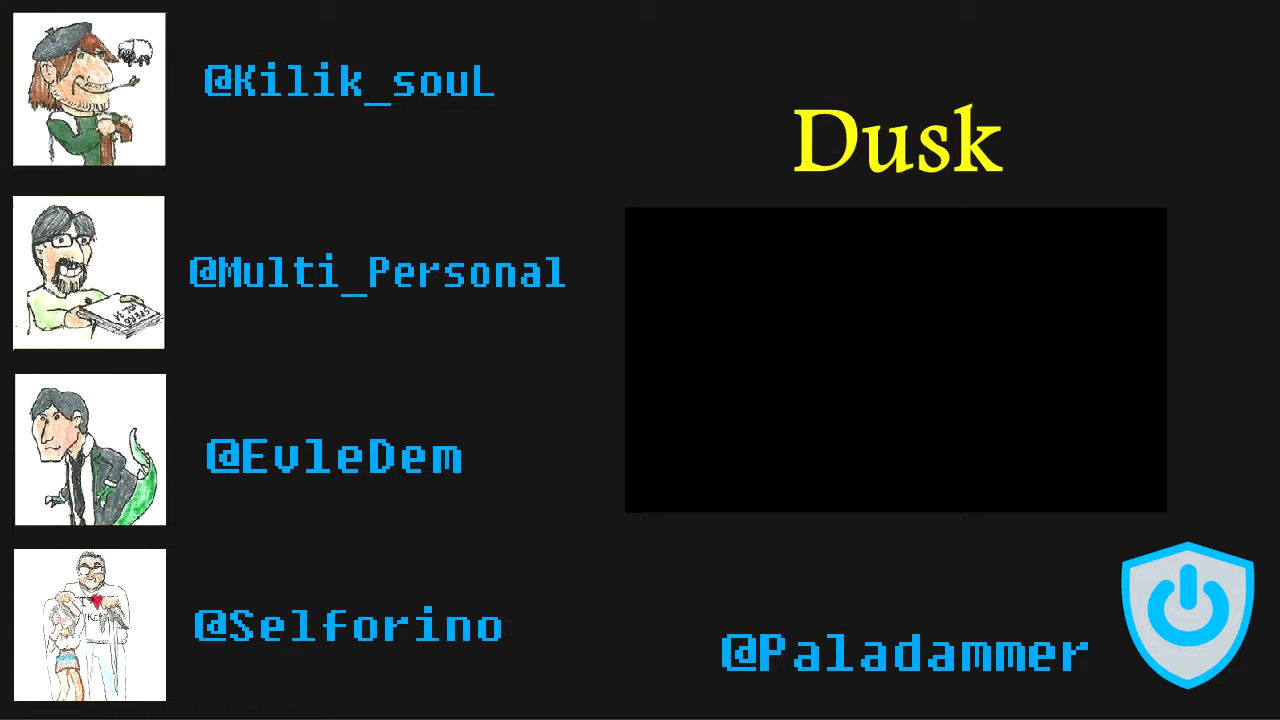 @Kilik_souL
Dusk
@Multi_Personal
@EvleDem
@Selforino
@Paladammer